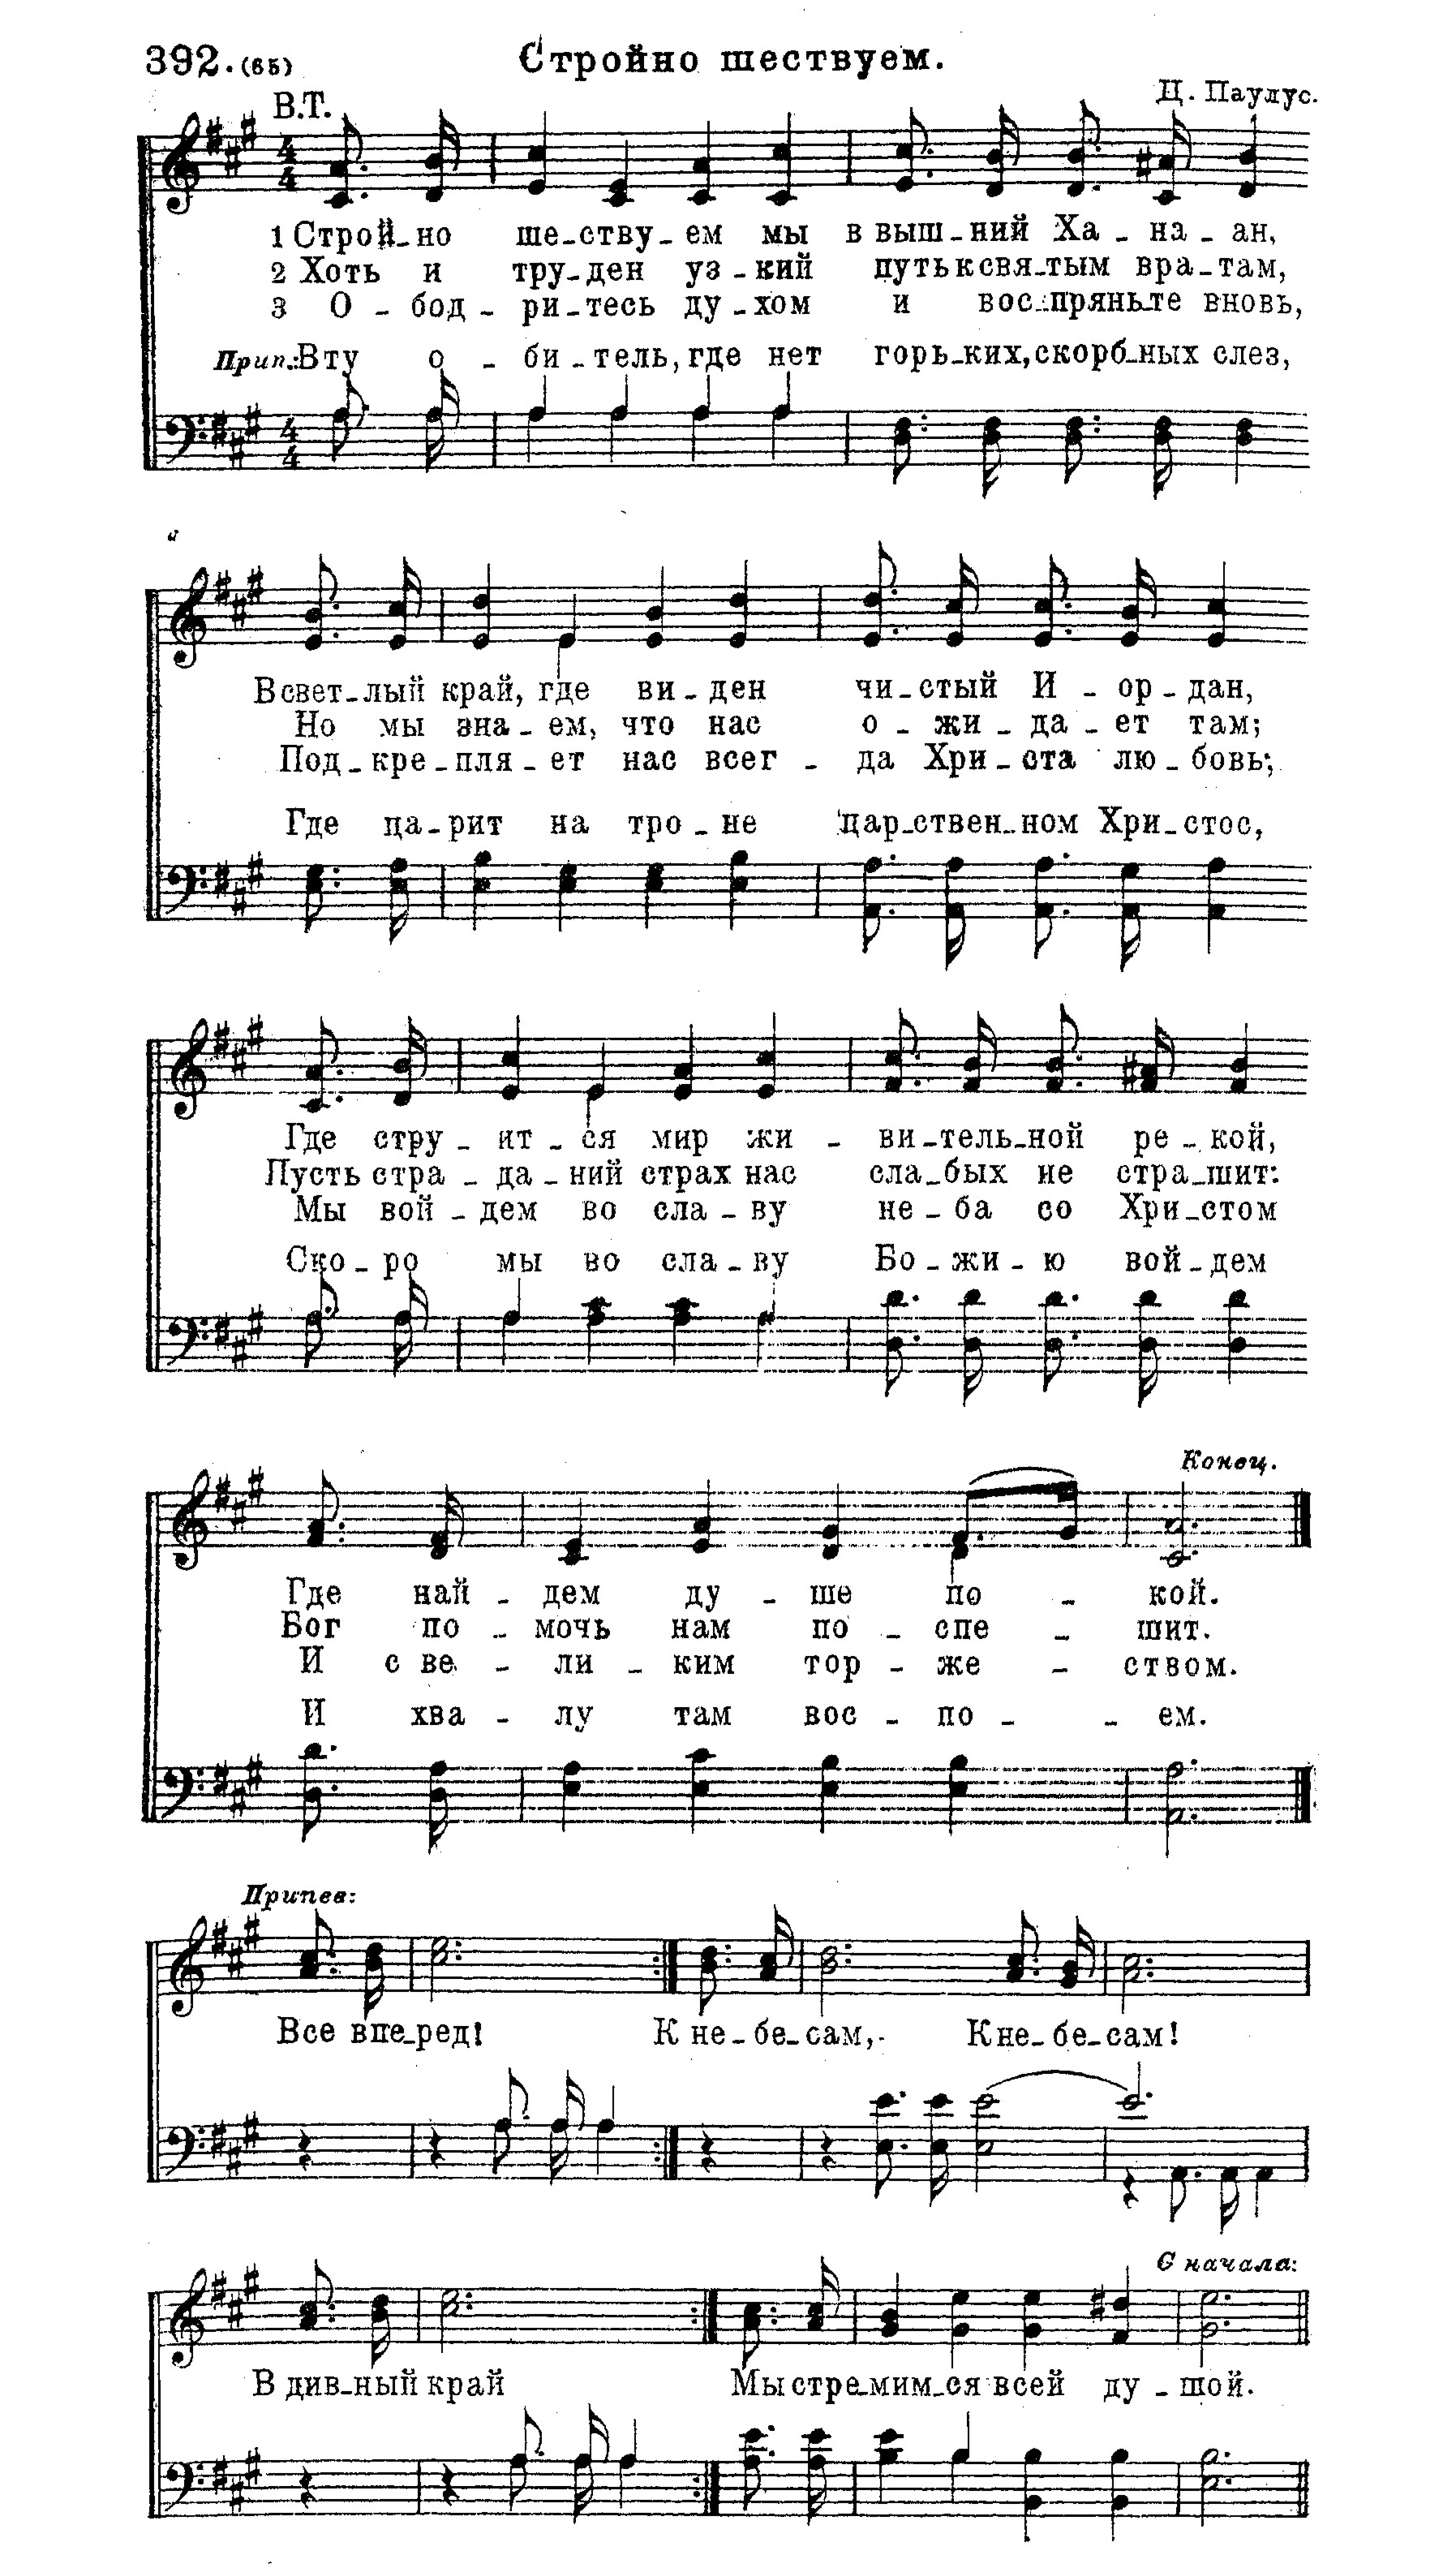 392. (65) Стройно шествуем.
В.Т. Ц. Паулус.
1 Строй-но ше-ству-ем мы в выш-ний Ха-на-ан,
2 Хоть и тру-ден уз-кий путь к свя-тым вра-там,
3 О-бод-ри-тесь ду-хом и вос-пряньте вновь,
Прип.: В ту о-би-тель, где нет горь-ких, скорб-ных слез,
В свет-лый край, где ви-ден чи-стый И-ор-дан,
Но мы зна-ем, что нас о-жи-да-ет там;
Под-кре-пля-ет нас всег-да Хри-ста лю-бовь;
Где ца-рит на тро-не цар-ствен-ном Хри-стос,
Где стру-ит-ся мир жи-ви-тель-ной ре-кой,
Пусть стра-да-ний страх нас сла-бых не стра-шит:
Мы вой-дем во сла-ву не-ба со Хри-стом
Ско-ро мы во сла-ву Бо-жи-ю вой-дем
Конец.
Где най-дем ду-ше по-кой.
Бог по-мочь нам по-спе-шит.
И с ве-ли-ким тор-же-ством.
И хва-лу там вос-по-ем.
Припев:
Все впе-ред! К не-бе-сам, К не-бе-сам!
С начала:
В див-ный край Мы стре-мим-ся всей ду-шой.